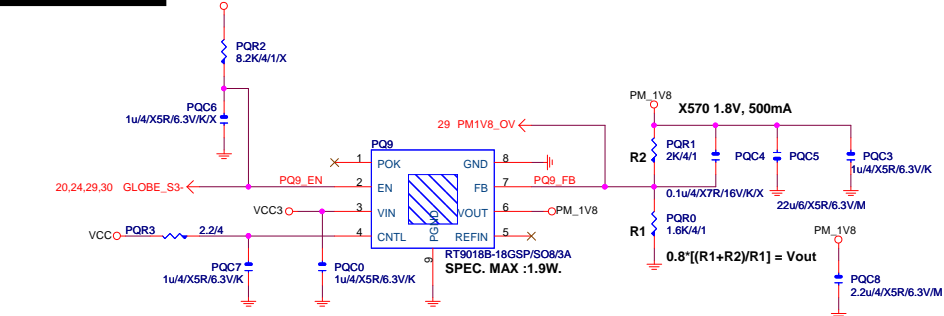 PQR2
8.2K/4/1/X
PQC6
1u/4/X5R/6.3V/K/X
20,24,29,30 GLOBE_S3-
PQ9_EN
VCC3
VCC
PQR3
2.2/4
PQC7
1u/4/X5R/6.3V/K
PQC0
1u/4/X5R/6.3V/K
PQ9
1 POK
2 EN
3 VIN
4 CNTL
GND 8
FB 7
VOUT 6
REFIN 5
PGND
9
RT9018B-18GSP/SO8/3A
SPEC. MAX :1.9W.
29 PM1V8_OV
PQ9_FB
PM_1V8
PM_1V8
X570 1.8V, 500mA
R2
PQR1
2K/4/1
PQC4
0.1u/4/X7R/16V/K/X
PQC5
22u/6/X5R/6.3V/M
PQC3
1u/4/X5R/6.3V/K
R1
PQR0
1.6K/4/1
0.8*[(R1+R2)/R1] = Vout
PM_1V8
PQC8
2.2u/4/X5R/6.3V/M